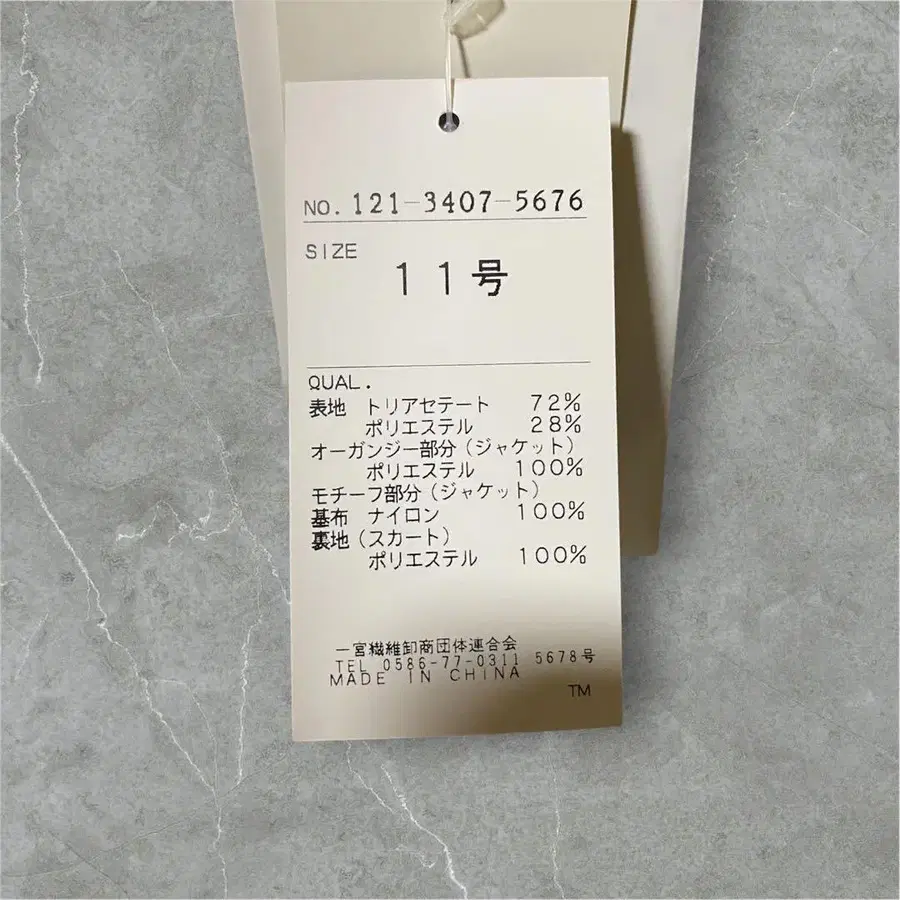 NO. 121-3407-5676
SIZE
11号
QUAL.
表地 トリアセテート 72%
ポリエステル 28%
オーガンジー部分(ジャケット)
ポリエステル 100%
モチーフ部分(ジャケット)
基布 ナイロン 100%
裏地(スカート)
ポリエステル 100%
一宮繊維卸商団体連合会
TEL 0586-77-0311 5678号
MADE IN CHINA
TM